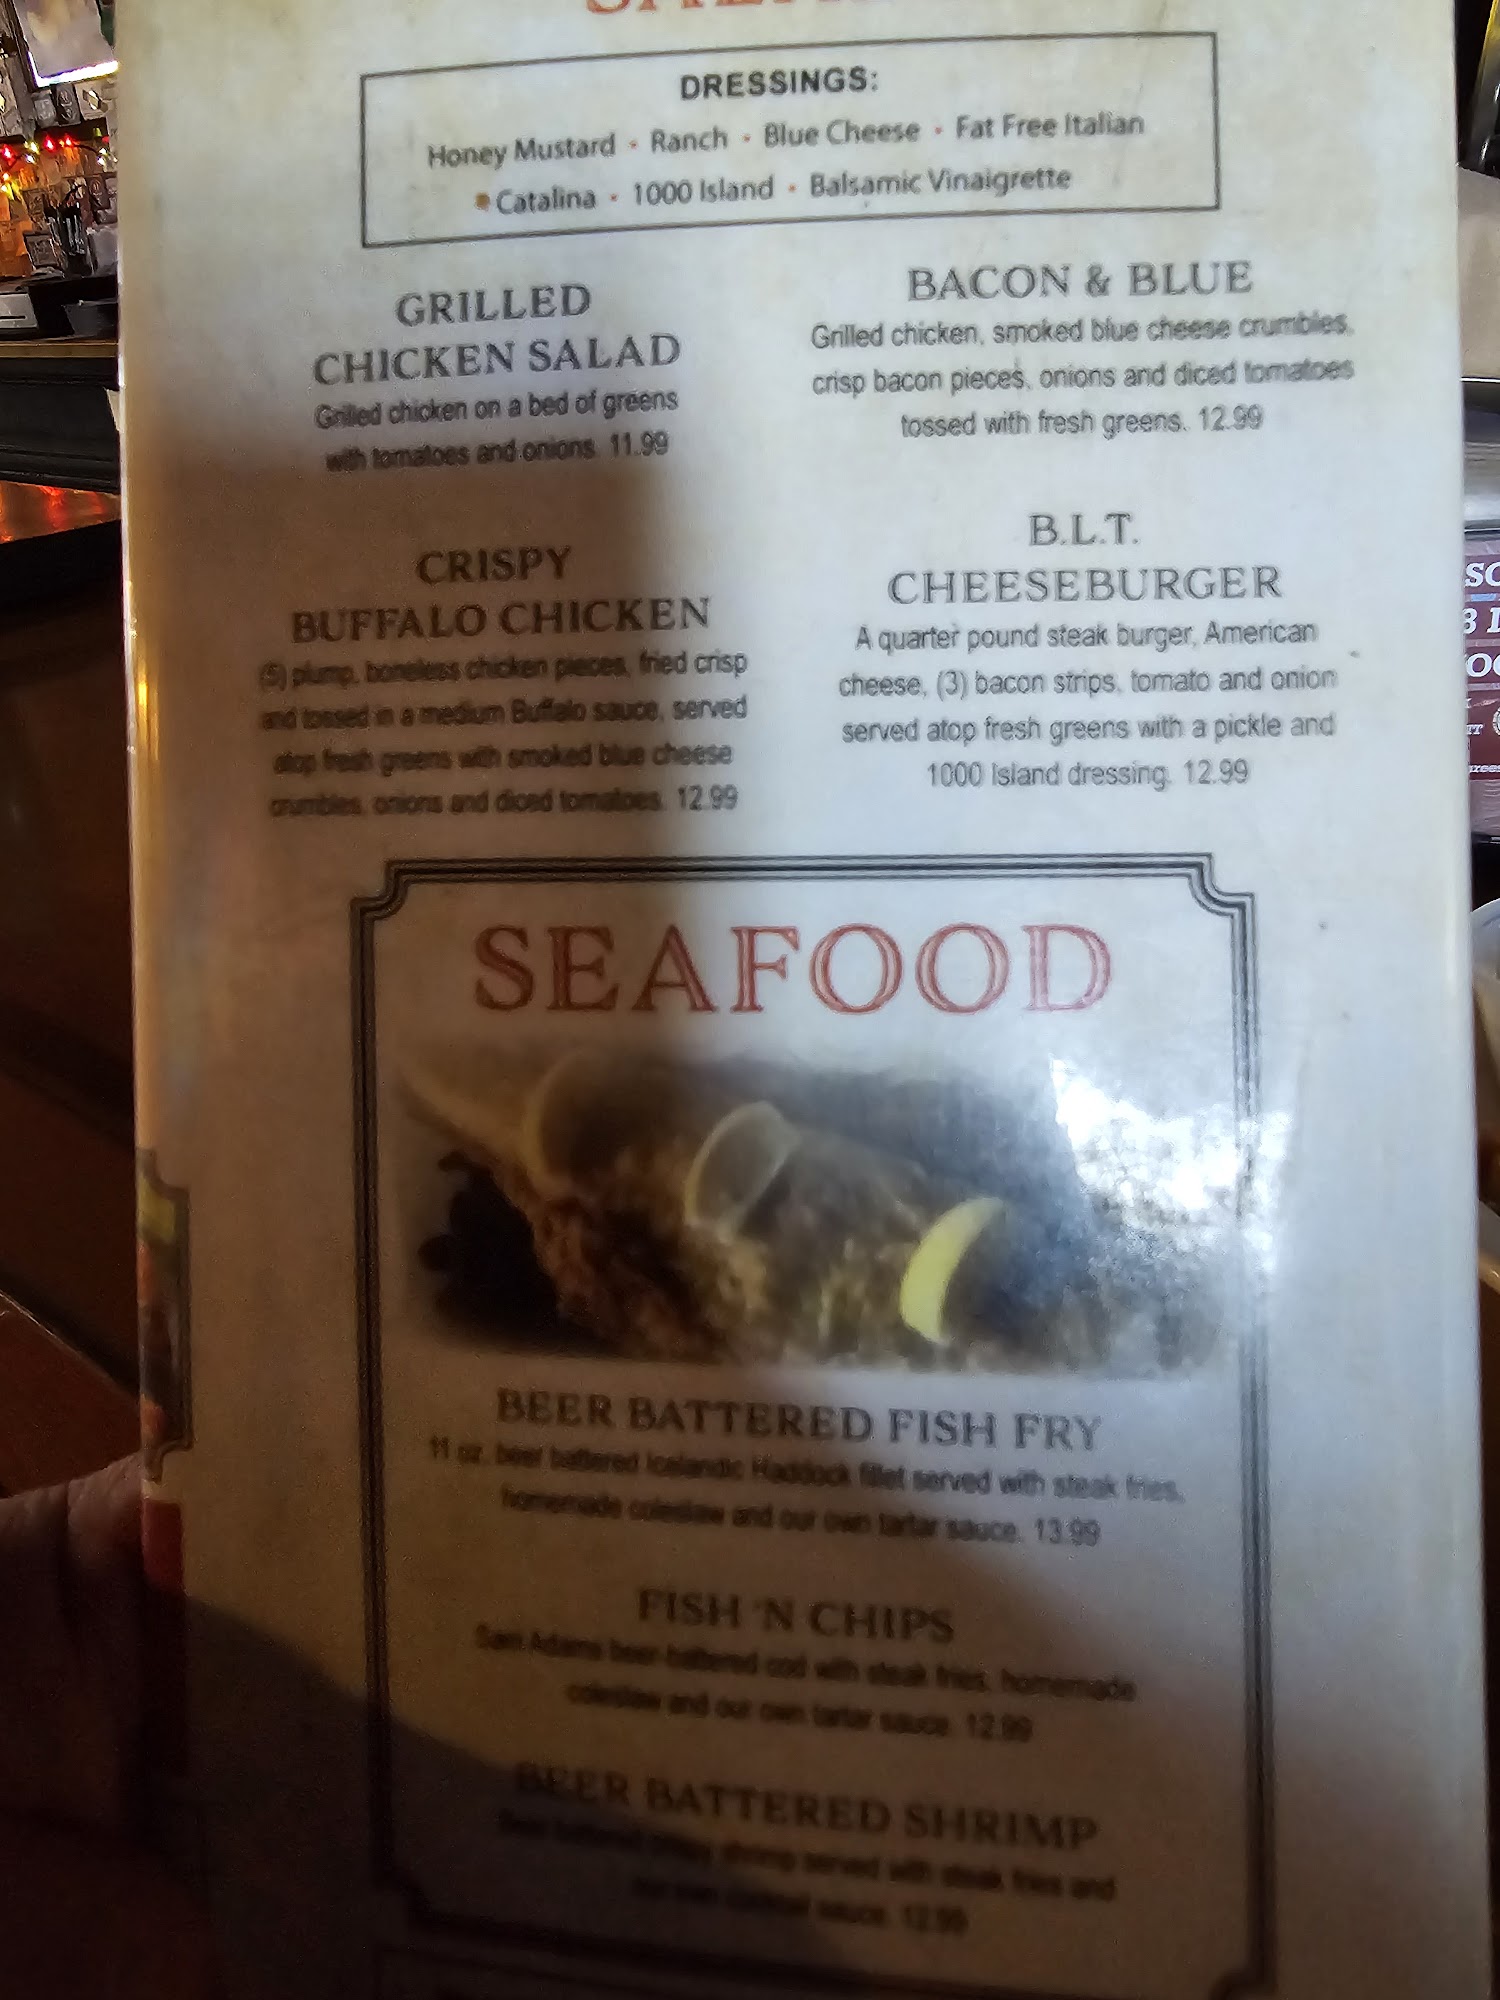 DRESSINGS:
Honey Mustard • Ranch • Blue Cheese • Fat Free Italian
• Catalina • 1000 Island • Balsamic Vinaigrette
GRILLED
CHICKEN SALAD
Grilled chicken on a bed of greens
with tomatoes and onions. 11.99
CRISPY
BUFFALO CHICKEN
(5) plump, boneless chicken pieces, fried crisp
and tossed in a medium Buffalo sauce, served
atop fresh greens with smoked blue cheese
crumbles, onions and diced tomatoes. 12.99
BACON & BLUE
Grilled chicken, smoked blue cheese crumbles,
crisp bacon pieces, onions and diced tomatoes
tossed with fresh greens. 12.99
B.L.T.
CHEESEBURGER
A quarter pound steak burger, American
cheese, (3) bacon strips, tomato and onion
served atop fresh greens with a pickle and
1000 Island dressing. 12.99
SEAFOOD
BEER BATTERED FISH FRY
11 oz. beer battered Icelandic Haddock fillet served with steak fries,
homemade coleslaw and our own tartar sauce. 13.99
FISH 'N CHIPS
Sam Adams beer-battered cod with steak fries, homemade
coleslaw and our own tartar sauce. 12.99
BEER BATTERED SHRIMP
Beer battered crispy shrimp served with steak fries and
our own cocktail sauce. 12.99